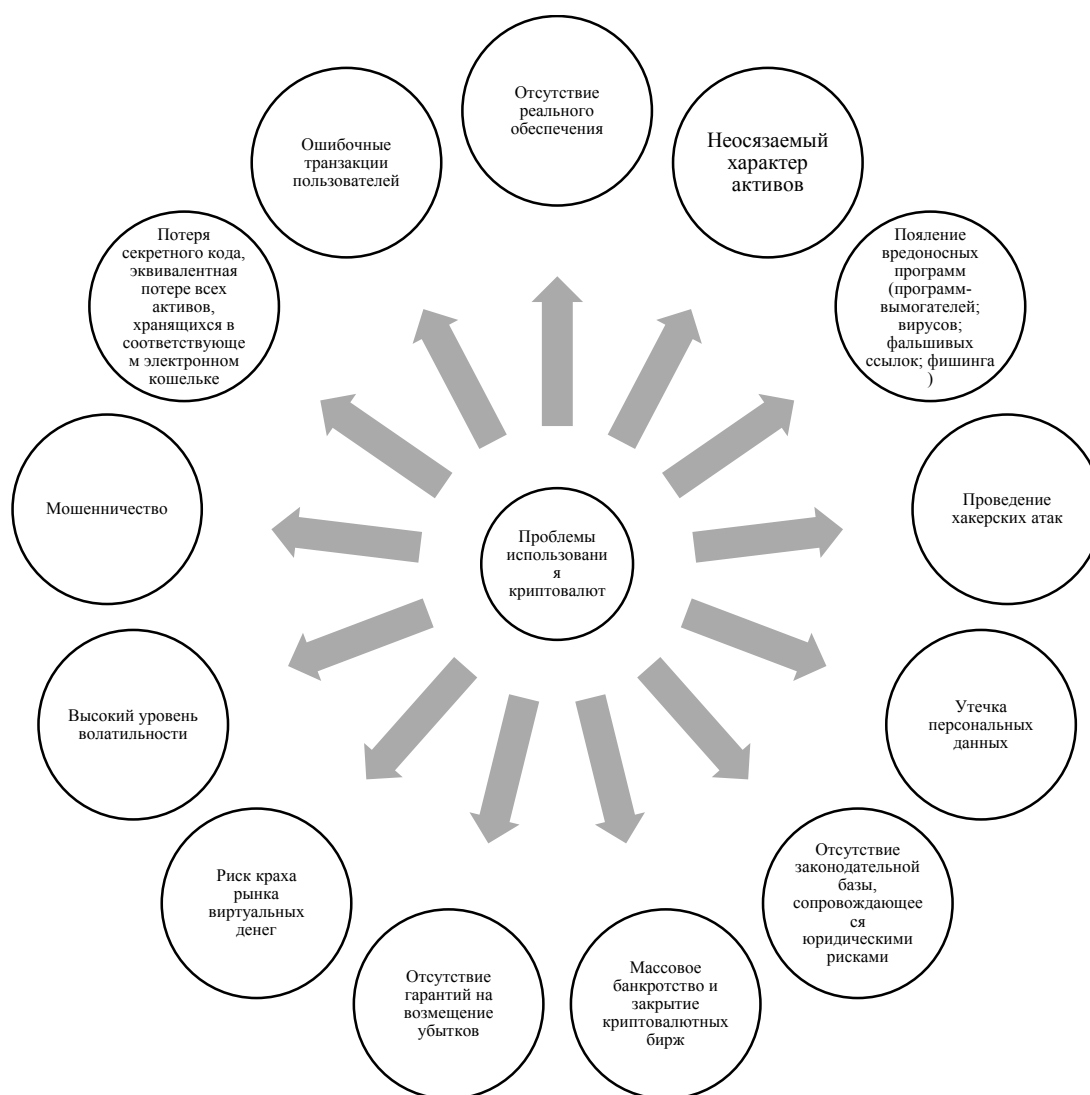 Отсутствие
реального
обеспечения
Неосязаемый
характер
активов
Пояление
вредоносных
программ
(программ-
вымогателей;
вирусов;
фальшивых
ссылок; фишинга
)
Проведение
хакерских атак
Утечка
персональных
данных
Отсутствие
законодательной
базы,
сопровождающее
ся
юридическими
рисками
Массовое
банкротство и
закрытие
криптовалютных
бирж
Отсутствие
гарантий на
возмещение
убытков
Риск краха
рынка
виртуальных
денег
Высокий уровень
волатильности
Мошенничество
Потеря
секретного кода,
эквивалентная
потере всех
активов,
хранящихся в
соответствующе
м электронном
кошельке
Ошибочные
транзакции
пользователей
Проблемы
использовани
я
криптовалют